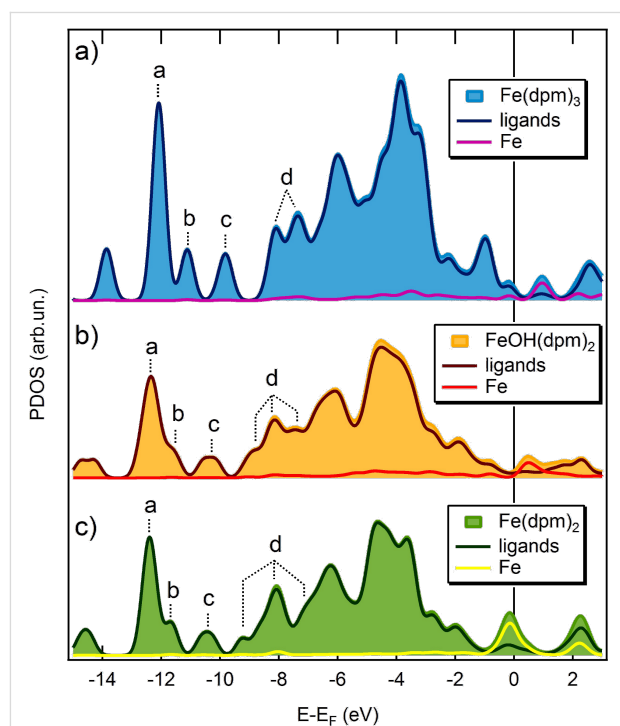 a)
a
b
c
d
Fe(dpm)₃
ligands
Fe
b)
a
b
c
d
FeOH(dpm)₂
ligands
Fe
c)
a
b
c
d
Fe(dpm)₂
ligands
Fe
PDOS (arb.un.)
-14 -12 -10 -8 -6 -4 -2 0 2
E-E_F (eV)